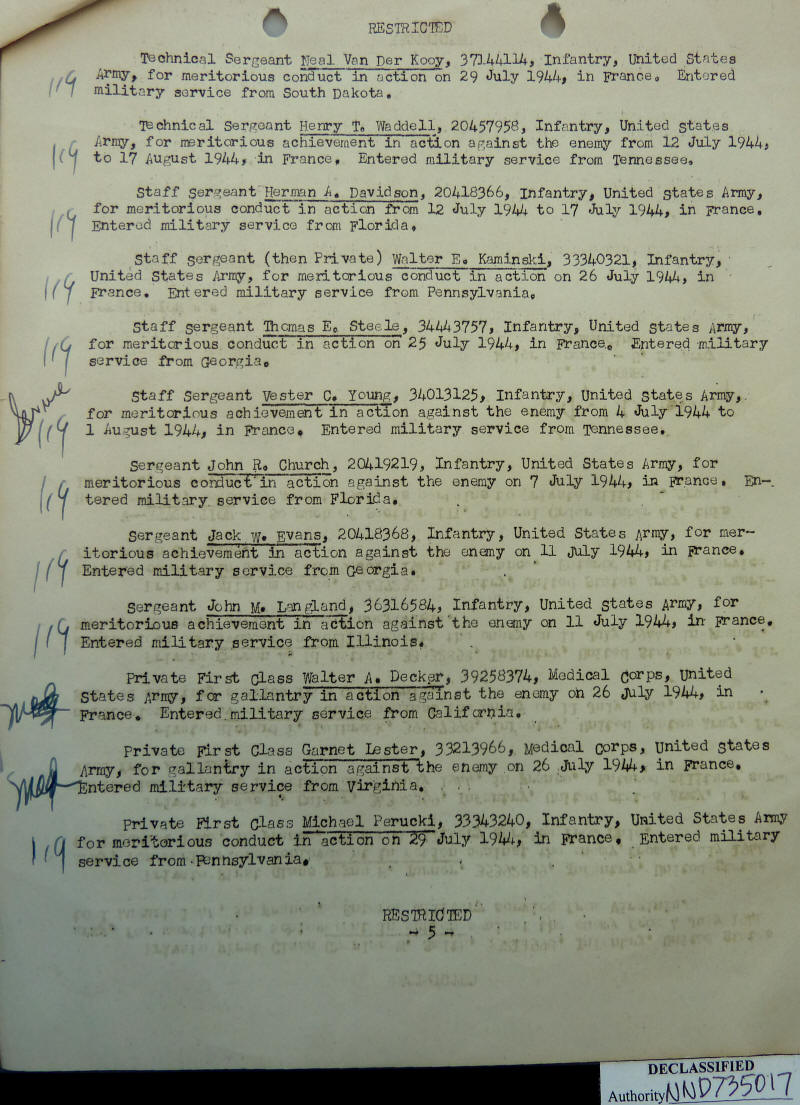 RESTRICTED
Technical Sergeant Neal Van Der Kooy, 37144114, Infantry, United States
119 Army, for meritorious conduct in action on 29 July 1944, in France. Entered
military service from South Dakota.
Technical Sergeant Henry T. Waddell, 20457958, Infantry, United States
119 Army, for meritorious achievement in action against the enemy from 12 July 1944,
to 17 August 1944, in France. Entered military service from Tennessee.
Staff Sergeant Herman A. Davidson, 20418366, Infantry, United States Army,
119 for meritorious conduct in action from 12 July 1944 to 17 July 1944, in France.
Entered military service from Florida.
Staff Sergeant (then Private) Walter E. Kaminski, 33340321, Infantry,
119 United States Army, for meritorious conduct in action on 26 July 1944, in
France. Entered military service from Pennsylvania.
Staff Sergeant Thomas E. Steele, 34443757, Infantry, United States Army,
119 for meritorious conduct in action on 25 July 1944, in France. Entered military
service from Georgia.
Staff Sergeant Vester C. Young, 34013125, Infantry, United States Army,
119 for meritorious achievement in action against the enemy from 4 July 1944 to
1 August 1944, in France. Entered military service from Tennessee.
Sergeant John R. Church, 20419219, Infantry, United States Army, for
119 meritorious conduct in action against the enemy on 7 July 1944, in France. En-
tered military service from Florida.
Sergeant Jack W. Evans, 20418368, Infantry, United States Army, for mer-
119 itorious achievement in action against the enemy on 11 July 1944, in France.
Entered military service from Georgia.
Sergeant John M. Langland, 36316584, Infantry, United States Army, for
119 meritorious achievement in action against the enemy on 11 July 1944, in France.
Entered military service from Illinois.
Private First Class Walter A. Decker, 39258374, Medical Corps, United
Med States Army, for gallantry in action against the enemy on 26 July 1944, in
France. Entered military service from California.
Private First Class Garnet Lester, 33213966, Medical Corps, United States
Army, for gallantry in action against the enemy on 26 July 1944, in France.
Med Entered military service from Virginia.
Private First Class Michael Perucki, 33343240, Infantry, United States Army
119 for meritorious conduct in action on 29 July 1944, in France. Entered military
service from Pennsylvania.
RESTRICTED
- 5 -
DECLASSIFIED
Authority NND735017